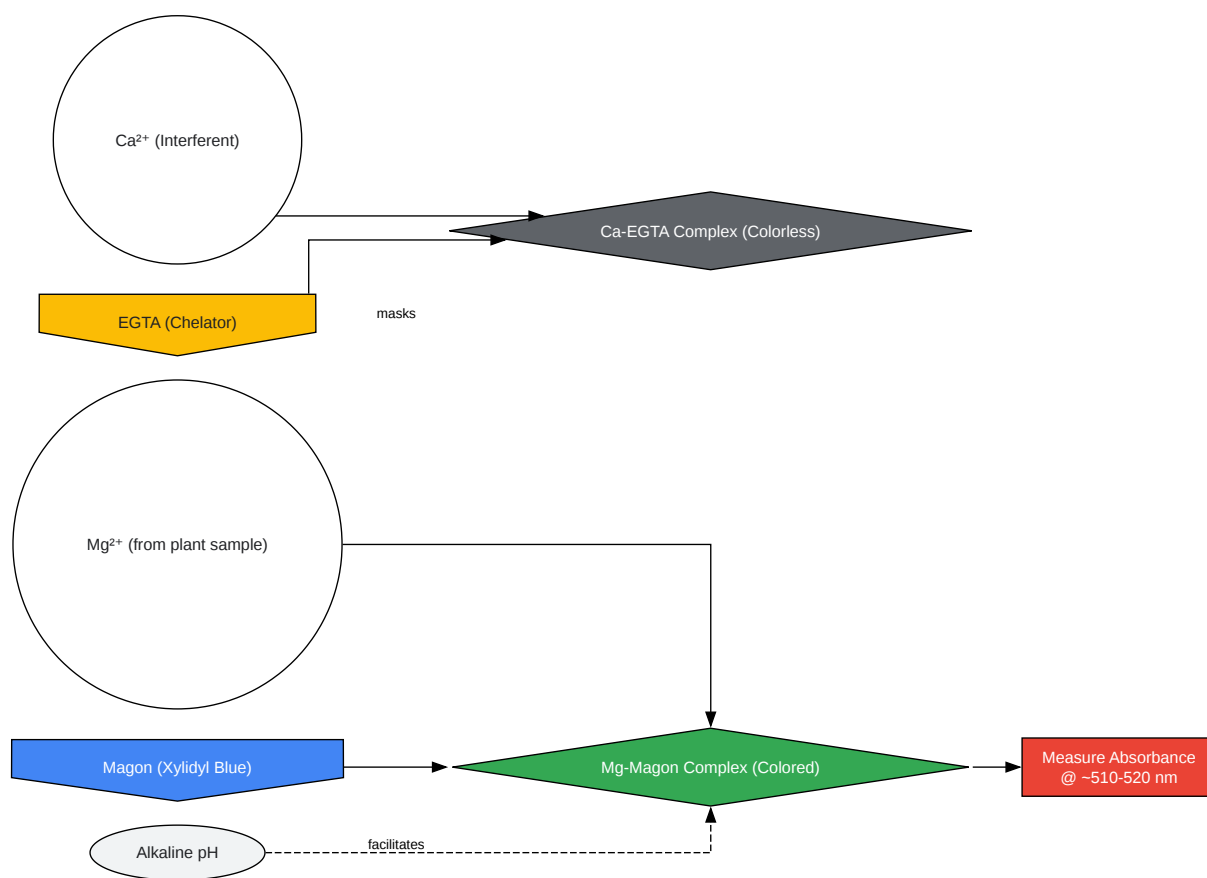 Ca²⁺ (Interferent)
Ca-EGTA Complex (Colorless)
EGTA (Chelator)
masks
Mg²⁺ (from plant sample)
Magon (Xylidyl Blue)
Mg-Magon Complex (Colored)
Measure Absorbance
@ ~510-520 nm
Alkaline pH
facilitates